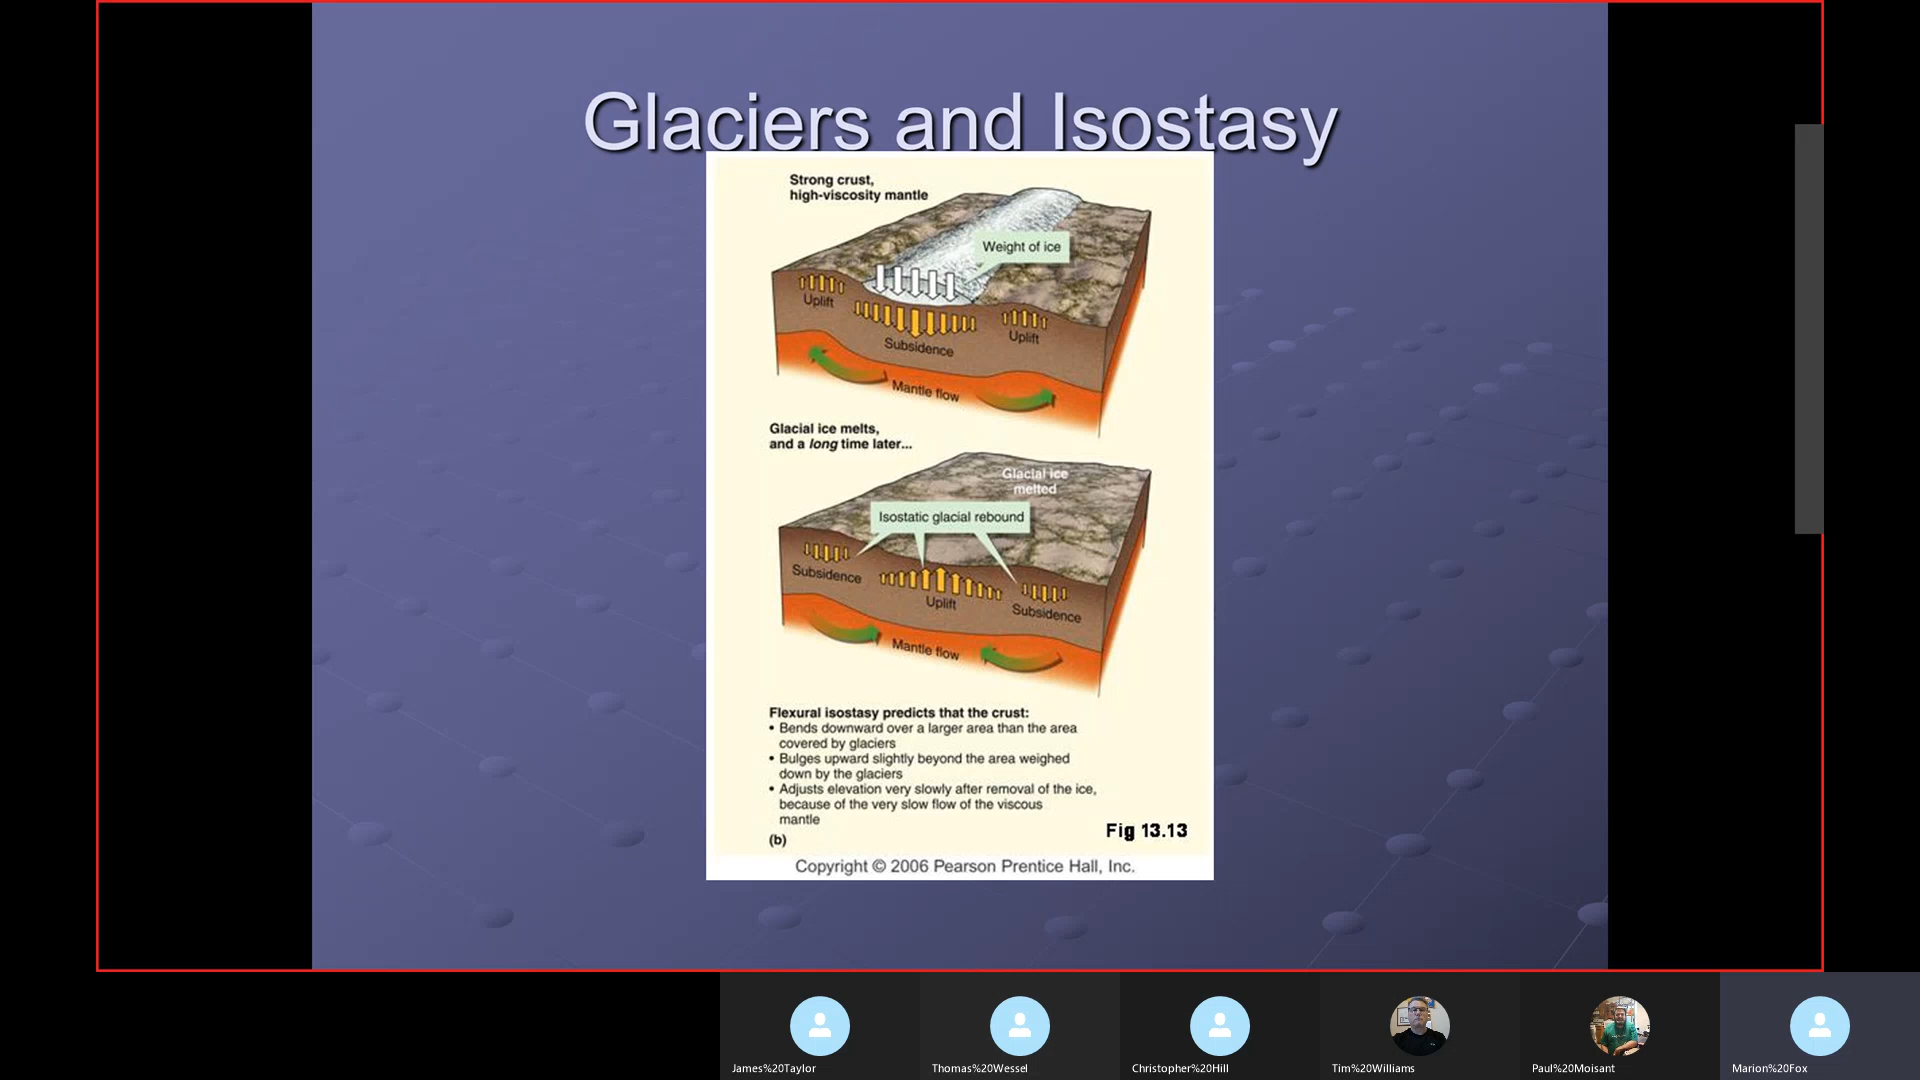 Glaciers and Isostasy
Strong crust,
high-viscosity mantle
Weight of ice
Uplift
Subsidence
Uplift
Mantle flow
Glacial ice melts,
and a long time later...
Glacial ice
melted
Isostatic glacial rebound
Subsidence
Uplift
Subsidence
Mantle flow
Flexural isostasy predicts that the crust:
• Bends downward over a larger area than the area
covered by glaciers
• Bulges upward slightly beyond the area weighed
down by the glaciers
• Adjusts elevation very slowly after removal of the ice,
because of the very slow flow of the viscous
mantle
(b)
Fig 13.13
Copyright © 2006 Pearson Prentice Hall, Inc.
James%20Taylor
Thomas%20Wessel
Christopher%20Hill
Tim%20Williams
Paul%20Moisant
Marion%20Fox